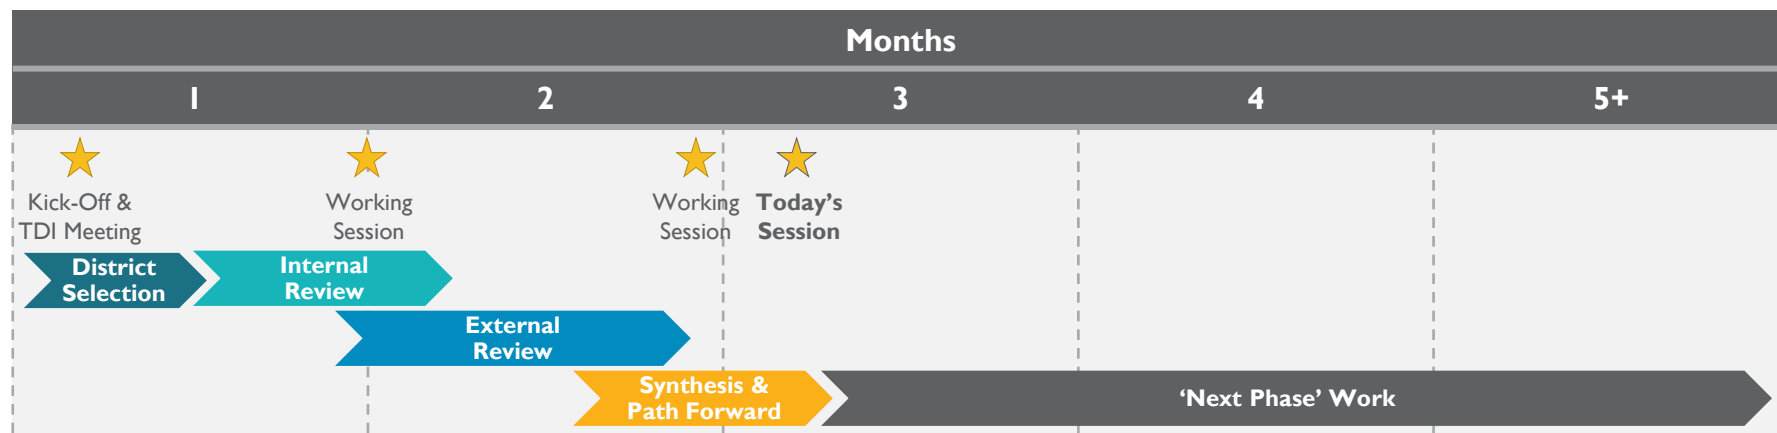 Months
1 2 3 4 5+
Kick-Off &
TDI Meeting
Working
Session
Working
Session
Today's
Session
District
Selection
Internal
Review
External
Review
Synthesis &
Path Forward
‘Next Phase’ Work